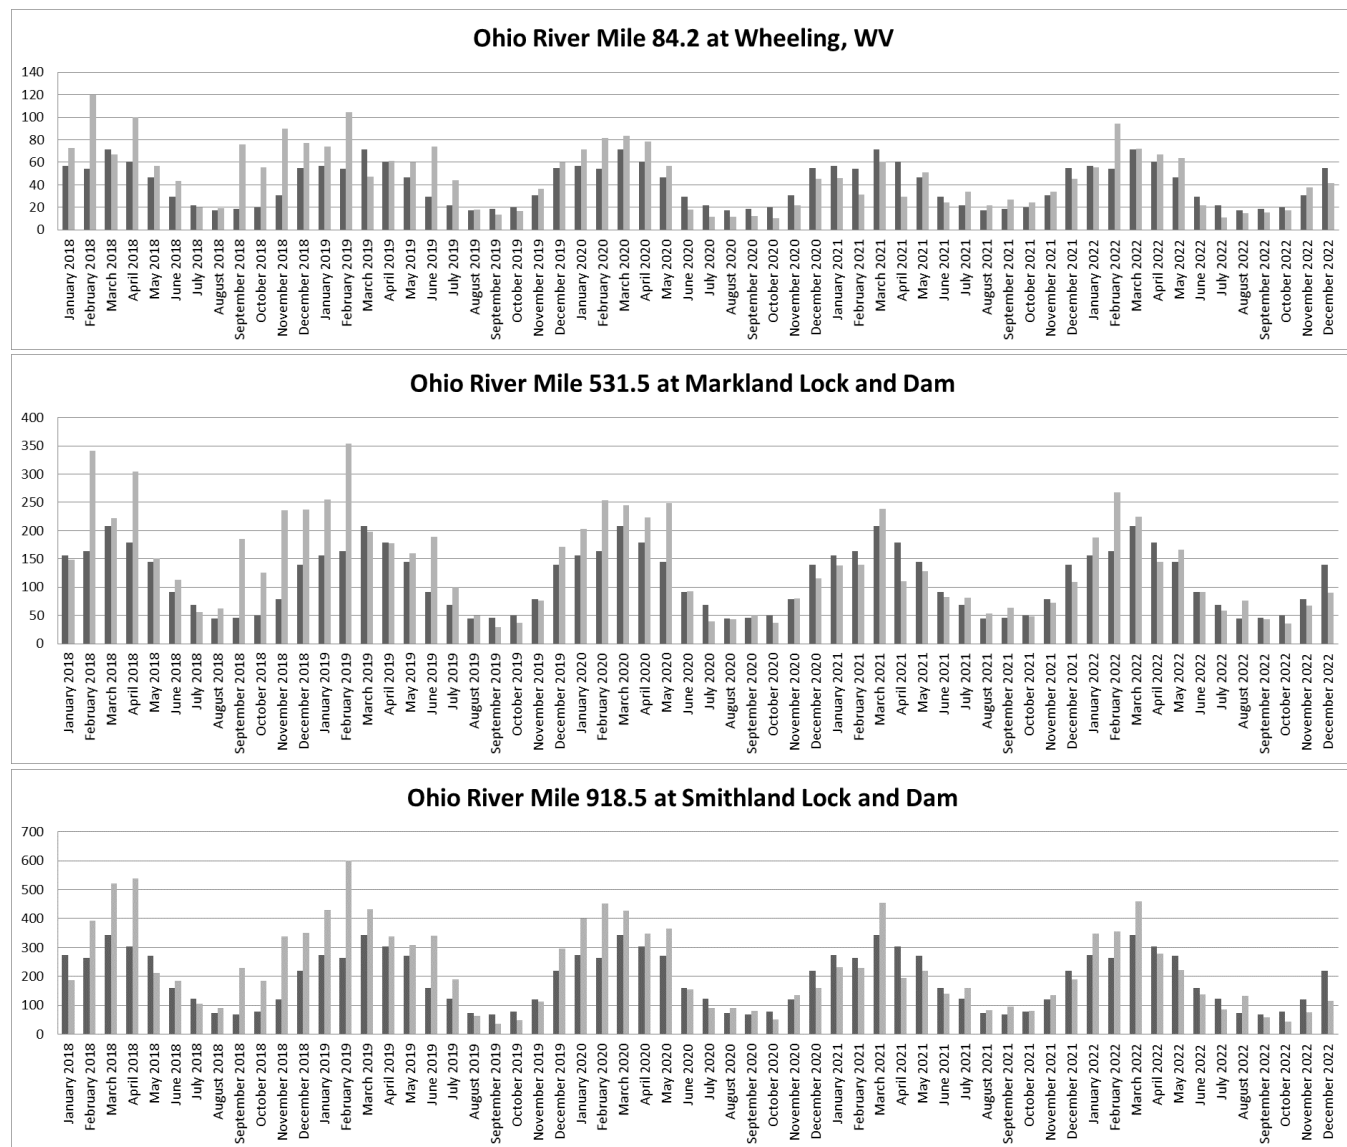 Ohio River Mile 84.2 at Wheeling, WV
140
120
100
80
60
40
20
0
January 2018
February 2018
March 2018
April 2018
May 2018
June 2018
July 2018
August 2018
September 2018
October 2018
November 2018
December 2018
January 2019
February 2019
March 2019
April 2019
May 2019
June 2019
July 2019
August 2019
September 2019
October 2019
November 2019
December 2019
January 2020
February 2020
March 2020
April 2020
May 2020
June 2020
July 2020
August 2020
September 2020
October 2020
November 2020
December 2020
January 2021
February 2021
March 2021
April 2021
May 2021
June 2021
July 2021
August 2021
September 2021
October 2021
November 2021
December 2021
January 2022
February 2022
March 2022
April 2022
May 2022
June 2022
July 2022
August 2022
September 2022
October 2022
November 2022
December 2022
Ohio River Mile 531.5 at Markland Lock and Dam
400
350
300
250
200
150
100
50
0
January 2018
February 2018
March 2018
April 2018
May 2018
June 2018
July 2018
August 2018
September 2018
October 2018
November 2018
December 2018
January 2019
February 2019
March 2019
April 2019
May 2019
June 2019
July 2019
August 2019
September 2019
October 2019
November 2019
December 2019
January 2020
February 2020
March 2020
April 2020
May 2020
June 2020
July 2020
August 2020
September 2020
October 2020
November 2020
December 2020
January 2021
February 2021
March 2021
April 2021
May 2021
June 2021
July 2021
August 2021
September 2021
October 2021
November 2021
December 2021
January 2022
February 2022
March 2022
April 2022
May 2022
June 2022
July 2022
August 2022
September 2022
October 2022
November 2022
December 2022
Ohio River Mile 918.5 at Smithland Lock and Dam
700
600
500
400
300
200
100
0
January 2018
February 2018
March 2018
April 2018
May 2018
June 2018
July 2018
August 2018
September 2018
October 2018
November 2018
December 2018
January 2019
February 2019
March 2019
April 2019
May 2019
June 2019
July 2019
August 2019
September 2019
October 2019
November 2019
December 2019
January 2020
February 2020
March 2020
April 2020
May 2020
June 2020
July 2020
August 2020
September 2020
October 2020
November 2020
December 2020
January 2021
February 2021
March 2021
April 2021
May 2021
June 2021
July 2021
August 2021
September 2021
October 2021
November 2021
December 2021
January 2022
February 2022
March 2022
April 2022
May 2022
June 2022
July 2022
August 2022
September 2022
October 2022
November 2022
December 2022